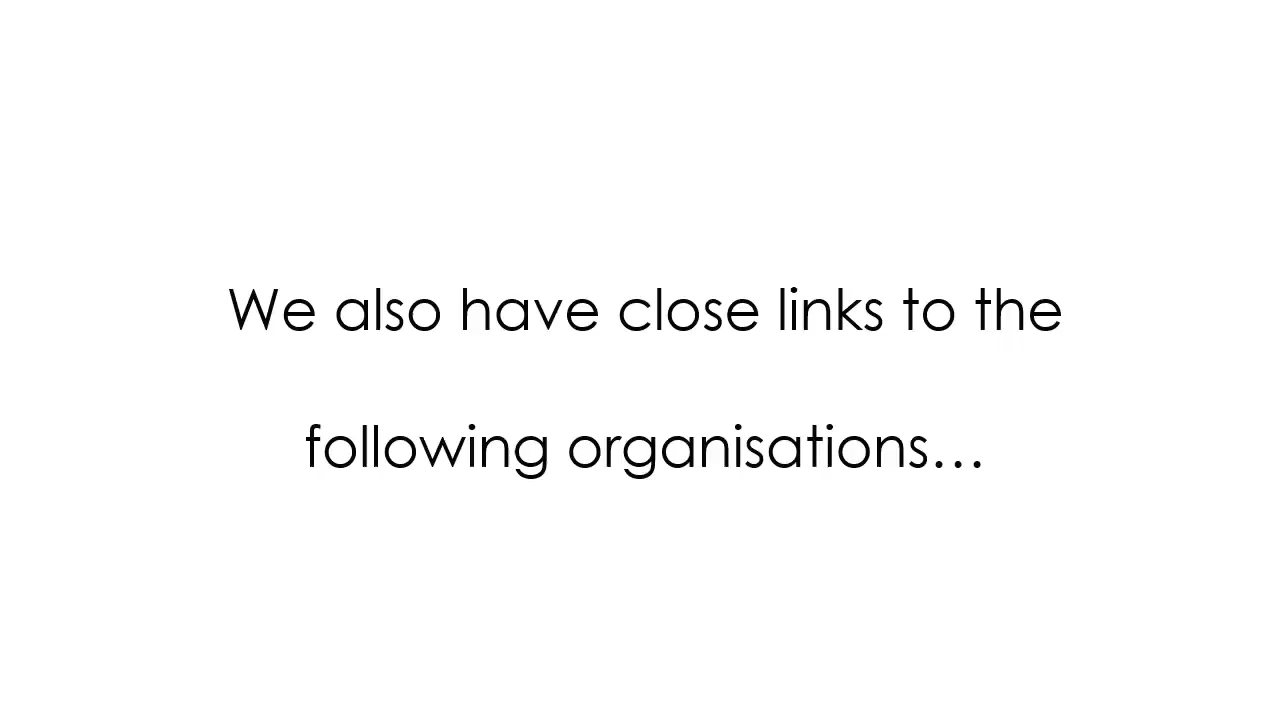 We also have close links to the
following organisations...